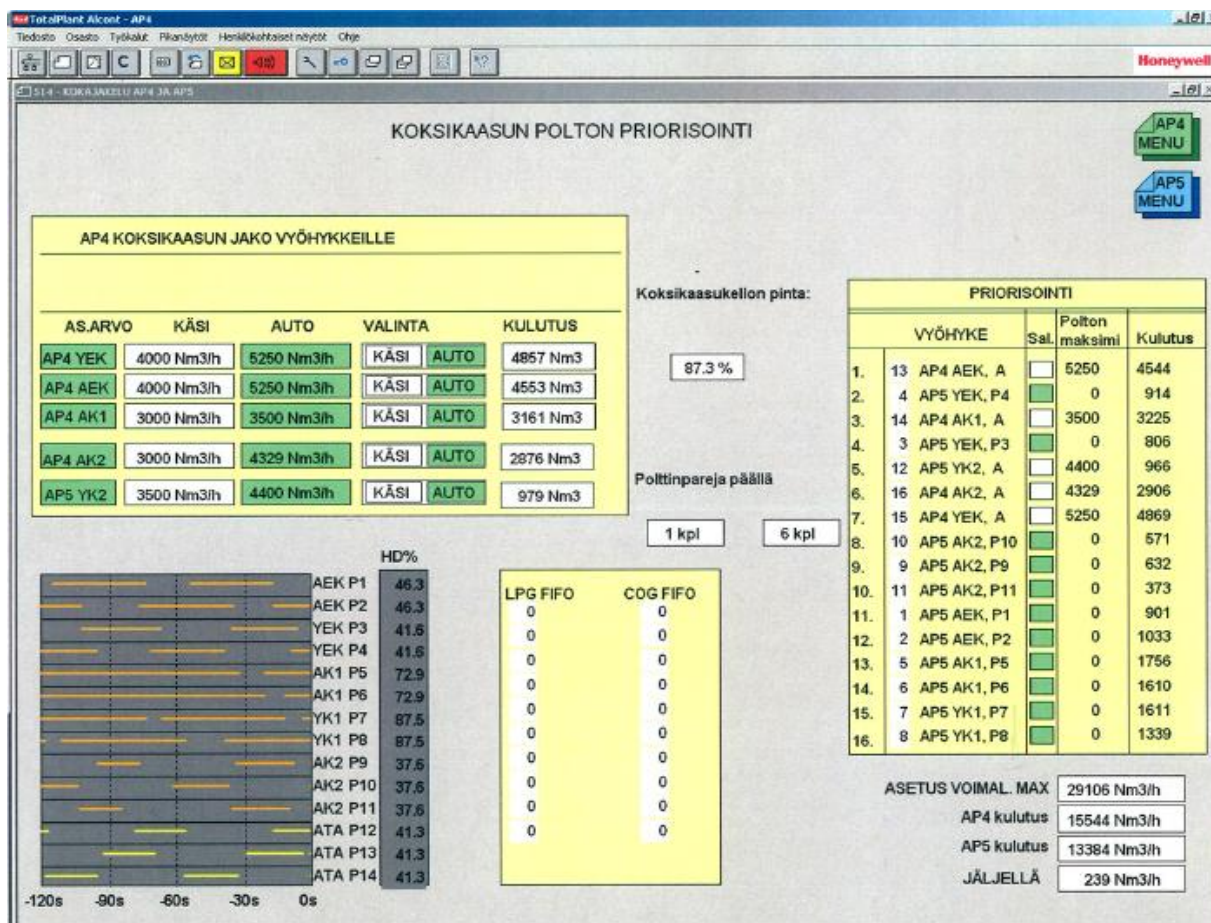 TotalPlant Alcont - AP4
Tiedosto Osasto Työkalut Pikanäytöt Henkilökohtaiset näytöt Ohje
C
Honeywell
514 - KOKAJAKELU AP4 JA AP5
KOKSIKAASUN POLTON PRIORISOINTI
AP4 MENU
AP5 MENU
AP4 KOKSIKAASUN JAKO VYÖHYKKEILLE
AS.ARVO KÄSI AUTO VALINTA KULUTUS
AP4 YEK 4000 Nm3/h 5250 Nm3/h KÄSI AUTO 4857 Nm3
AP4 AEK 4000 Nm3/h 5250 Nm3/h KÄSI AUTO 4553 Nm3
AP4 AK1 3000 Nm3/h 3500 Nm3/h KÄSI AUTO 3161 Nm3
AP4 AK2 3000 Nm3/h 4329 Nm3/h KÄSI AUTO 2876 Nm3
AP5 YK2 3500 Nm3/h 4400 Nm3/h KÄSI AUTO 979 Nm3
Koksikaasukellon pinta:
87.3 %
Polttinpareja päällä
1 kpl 6 kpl
PRIORISOINTI
VYÖHYKE Sal. Polton maksimi Kulutus
1. 13 AP4 AEK, A 5250 4544
2. 4 AP5 YEK, P4 0 914
3. 14 AP4 AK1, A 3500 3225
4. 3 AP5 YEK, P3 0 806
5. 12 AP5 YK2, A 4400 966
6. 16 AP4 AK2, A 4329 2906
7. 15 AP4 YEK, A 5250 4869
8. 10 AP5 AK2, P10 0 571
9. 9 AP5 AK2, P9 0 632
10. 11 AP5 AK2, P11 0 373
11. 1 AP5 AEK, P1 0 901
12. 2 AP5 AEK, P2 0 1033
13. 5 AP5 AK1, P5 0 1756
14. 6 AP5 AK1, P6 0 1610
15. 7 AP5 YK1, P7 0 1611
16. 8 AP5 YK1, P8 0 1339
HD%
AEK P1 46.3
AEK P2 46.3
YEK P3 41.6
YEK P4 41.6
AK1 P5 72.9
AK1 P6 72.9
YK1 P7 87.5
YK1 P8 87.5
AK2 P9 37.6
AK2 P10 37.6
AK2 P11 37.6
ATA P12 41.3
ATA P13 41.3
ATA P14 41.3
-120s -90s -60s -30s 0s
LPG FIFO COG FIFO
0 0
0 0
0 0
0 0
0 0
0 0
0 0
0 0
0 0
0 0
ASETUS VOIMAL. MAX 29106 Nm3/h
AP4 kulutus 15544 Nm3/h
AP5 kulutus 13384 Nm3/h
JÄLJELLÄ 239 Nm3/h